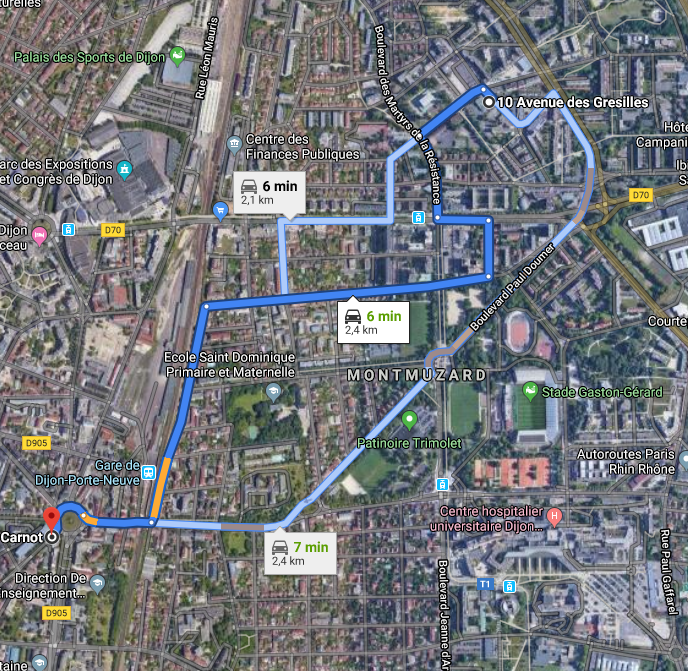 Palais des Sports de Dijon
Rue Léon Mauris
Boulevard des Martyrs de la Résistance
10 Avenue des Gresilles
Centre des
Finances Publiques
Hôte
Campani
arc des Expositions
et Congrès de Dijon
6 min
2,1 km
Ib
D70
Dijon
ceau
D70
Boulevard Paul Doumer
6 min
2,4 km
Courte
Ecole Saint Dominique
Primaire et Maternelle
MONTMUZARD
Stade Gaston-Gérard
D905
Patinoire Trimolet
Gare de
Dijon-Porte-Neuve
Autoroutes Paris
Rhin Rhône
Centre hospitalier
universitaire Dijon...
Carnot
7 min
2,4 km
Rue Paul Gaffarel
Direction De
nseignement...
T1
Boulevard Jeanne d'Ar
D905
taine